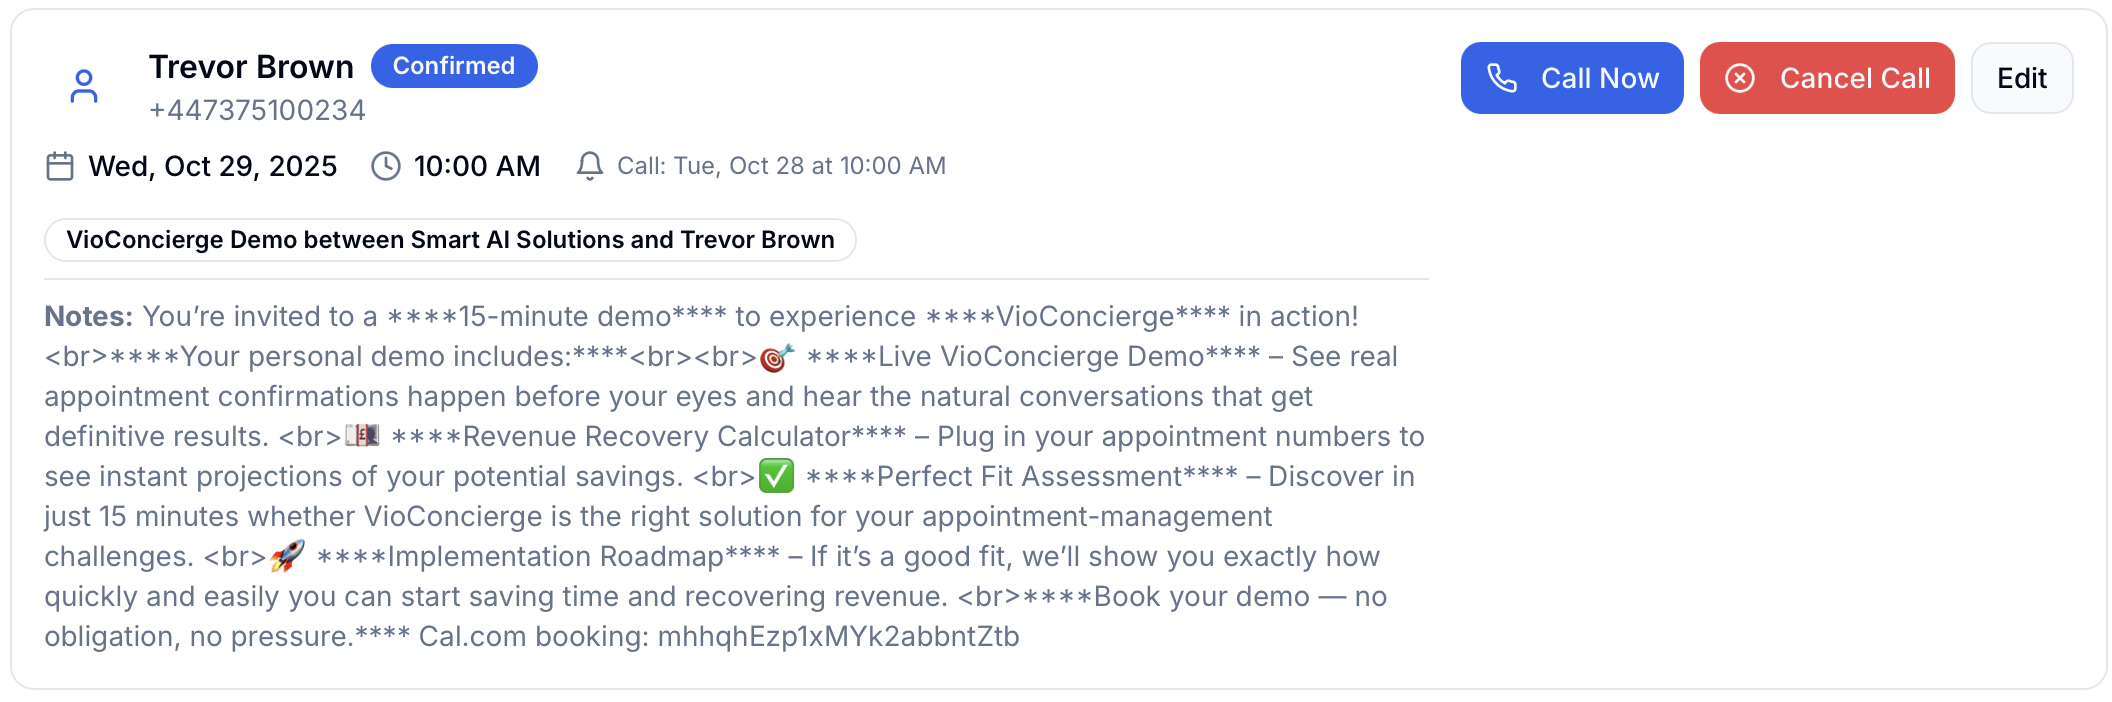 Trevor Brown Confirmed
+447375100234
Call Now
Cancel Call
Edit
Wed, Oct 29, 2025 10:00 AM Call: Tue, Oct 28 at 10:00 AM
VioConcierge Demo between Smart AI Solutions and Trevor Brown
Notes: You’re invited to a ****15-minute demo**** to experience ****VioConcierge**** in action!
<br>****Your personal demo includes:****<br><br>🎯 ****Live VioConcierge Demo**** – See real
appointment confirmations happen before your eyes and hear the natural conversations that get
definitive results. <br>💷 ****Revenue Recovery Calculator**** – Plug in your appointment numbers to
see instant projections of your potential savings. <br>✅ ****Perfect Fit Assessment**** – Discover in
just 15 minutes whether VioConcierge is the right solution for your appointment-management
challenges. <br>🚀 ****Implementation Roadmap**** – If it’s a good fit, we’ll show you exactly how
quickly and easily you can start saving time and recovering revenue. <br>****Book your demo — no
obligation, no pressure.**** Cal.com booking: mhhqhEzp1xMYk2abbntZtb